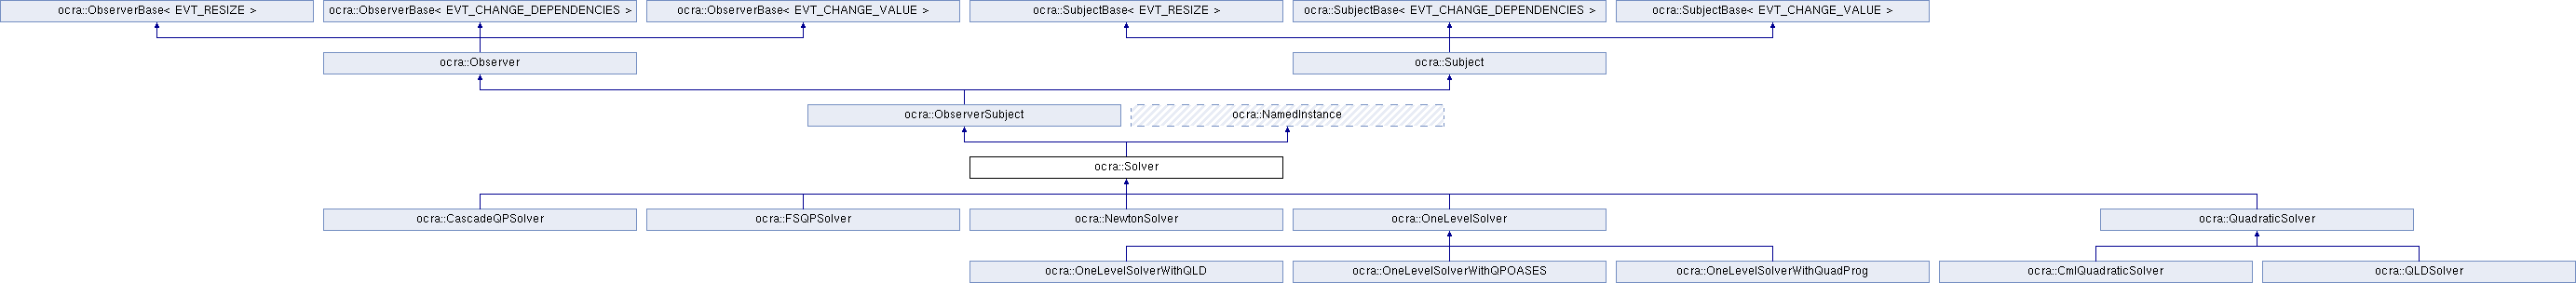 ocra::ObserverBase< EVT_RESIZE >
ocra::ObserverBase< EVT_CHANGE_DEPENDENCIES >
ocra::ObserverBase< EVT_CHANGE_VALUE >
ocra::SubjectBase< EVT_RESIZE >
ocra::SubjectBase< EVT_CHANGE_DEPENDENCIES >
ocra::SubjectBase< EVT_CHANGE_VALUE >
ocra::Observer
ocra::Subject
ocra::ObserverSubject
ocra::NamedInstance
ocra::Solver
ocra::CascadeQPSolver
ocra::FSQPSolver
ocra::NewtonSolver
ocra::OneLevelSolver
ocra::QuadraticSolver
ocra::OneLevelSolverWithQLD
ocra::OneLevelSolverWithQPOASES
ocra::OneLevelSolverWithQuadProg
ocra::CmlQuadraticSolver
ocra::QLDSolver